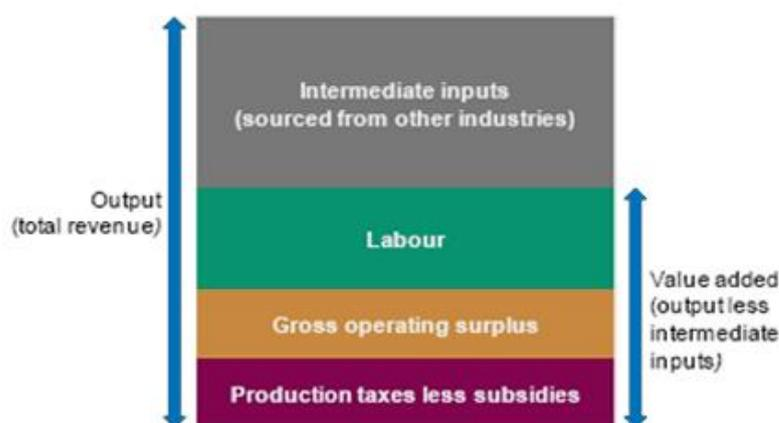 Intermediate inputs
(sourced from other industries)
Output
(total revenue)
Labour
Value added
(output less
intermediate
inputs)
Gross operating surplus
Production taxes less subsidies